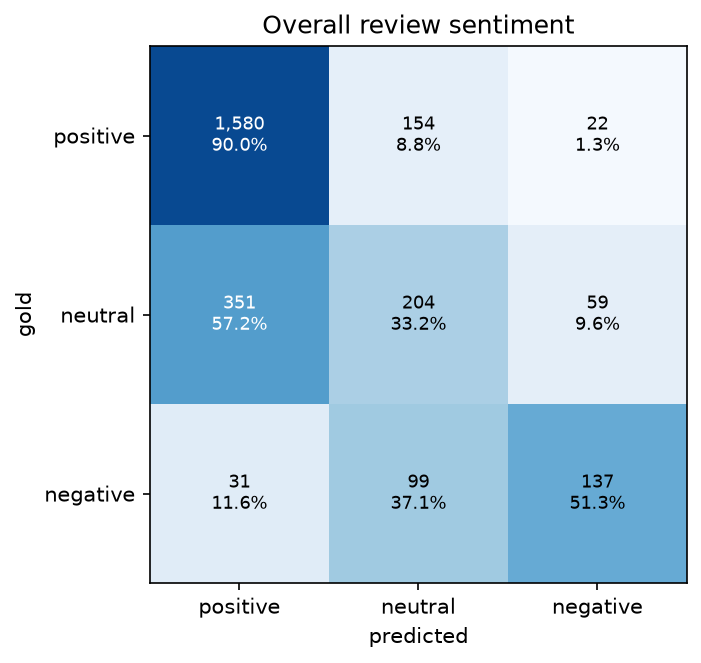 Overall review sentiment
positive
1,580
90.0%
154
8.8%
22
1.3%
gold
neutral
351
57.2%
204
33.2%
59
9.6%
negative
31
11.6%
99
37.1%
137
51.3%
positive
neutral
negative
predicted